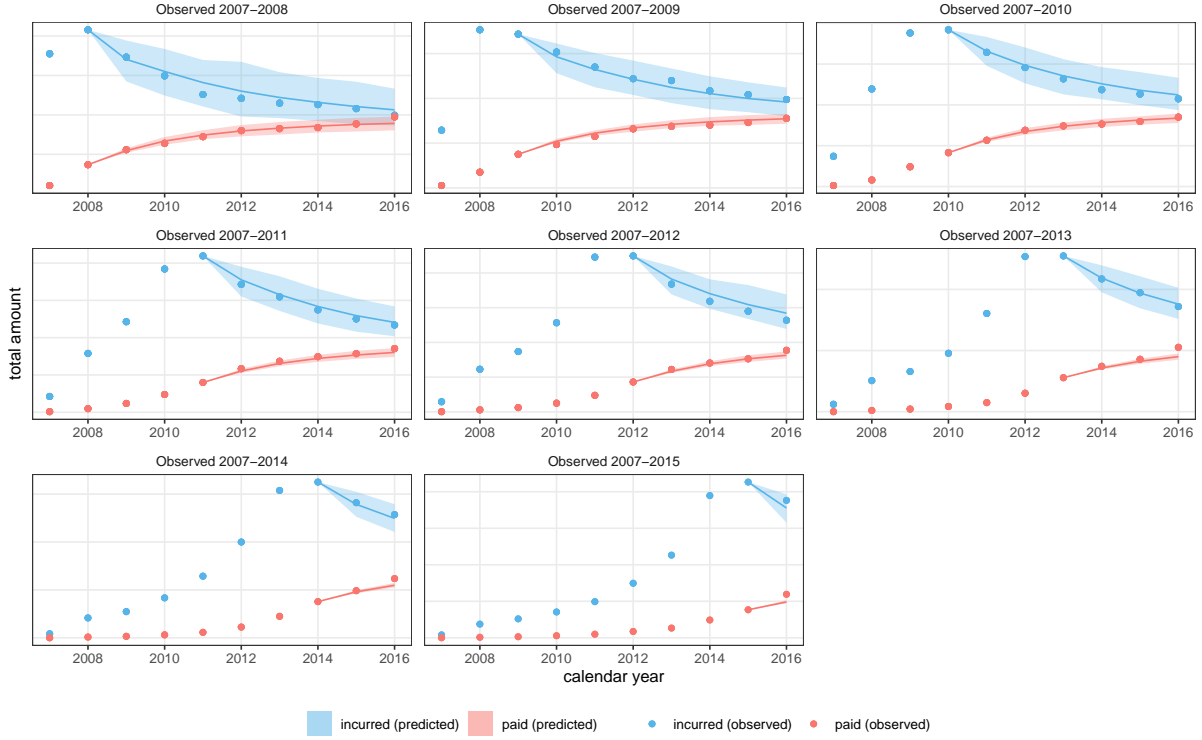 Observed 2007–2008
Observed 2007–2009
Observed 2007–2010
2008 2010 2012 2014 2016
2008 2010 2012 2014 2016
2008 2010 2012 2014 2016
Observed 2007–2011
Observed 2007–2012
Observed 2007–2013
total amount
2008 2010 2012 2014 2016
2008 2010 2012 2014 2016
2008 2010 2012 2014 2016
Observed 2007–2014
Observed 2007–2015
2008 2010 2012 2014 2016
2008 2010 2012 2014 2016
calendar year
incurred (predicted) paid (predicted) incurred (observed) paid (observed)